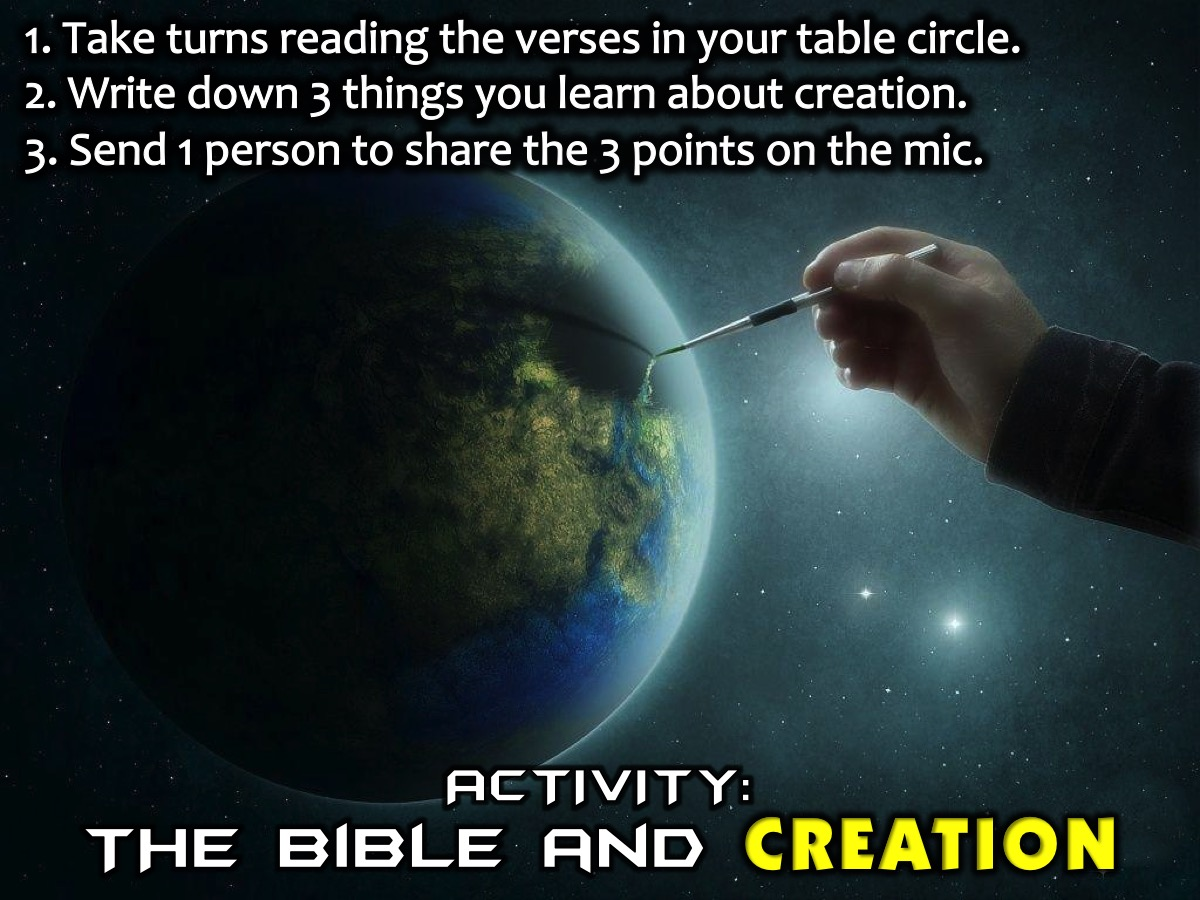 1. Take turns reading the verses in your table circle.
2. Write down 3 things you learn about creation.
3. Send 1 person to share the 3 points on the mic.
ACTIVITY:
THE BIBLE AND CREATION